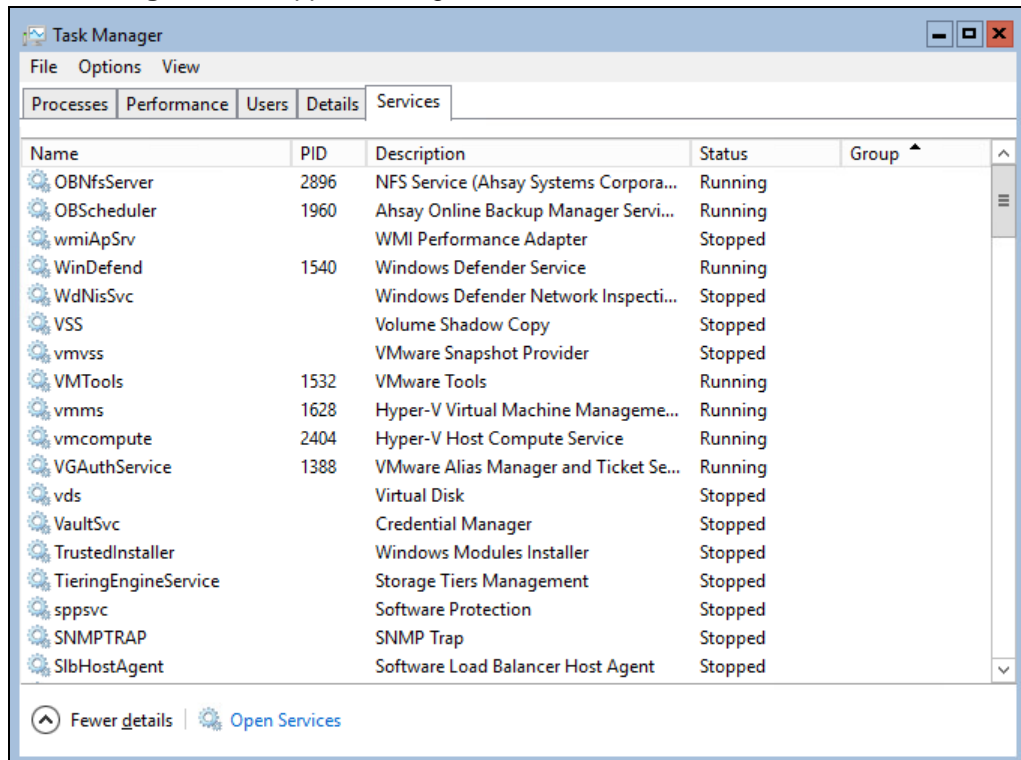 Task Manager
File Options View
Processes Performance Users Details Services
Name PID Description Status Group
OBNfsServer 2896 NFS Service (Ahsay Systems Corpora... Running
OBScheduler 1960 Ahsay Online Backup Manager Servi... Running
wmiApSrv WMI Performance Adapter Stopped
WinDefend 1540 Windows Defender Service Running
WdNisSvc Windows Defender Network Inspecti... Stopped
VSS Volume Shadow Copy Stopped
vmvss VMware Snapshot Provider Stopped
VMTools 1532 VMware Tools Running
vmms 1628 Hyper-V Virtual Machine Manageme... Running
vmcompute 2404 Hyper-V Host Compute Service Running
VGAuthService 1388 VMware Alias Manager and Ticket Se... Running
vds Virtual Disk Stopped
VaultSvc Credential Manager Stopped
TrustedInstaller Windows Modules Installer Stopped
TieringEngineService Storage Tiers Management Stopped
sppsvc Software Protection Stopped
SNMPTRAP SNMP Trap Stopped
SlbHostAgent Software Load Balancer Host Agent Stopped
Fewer details Open Services